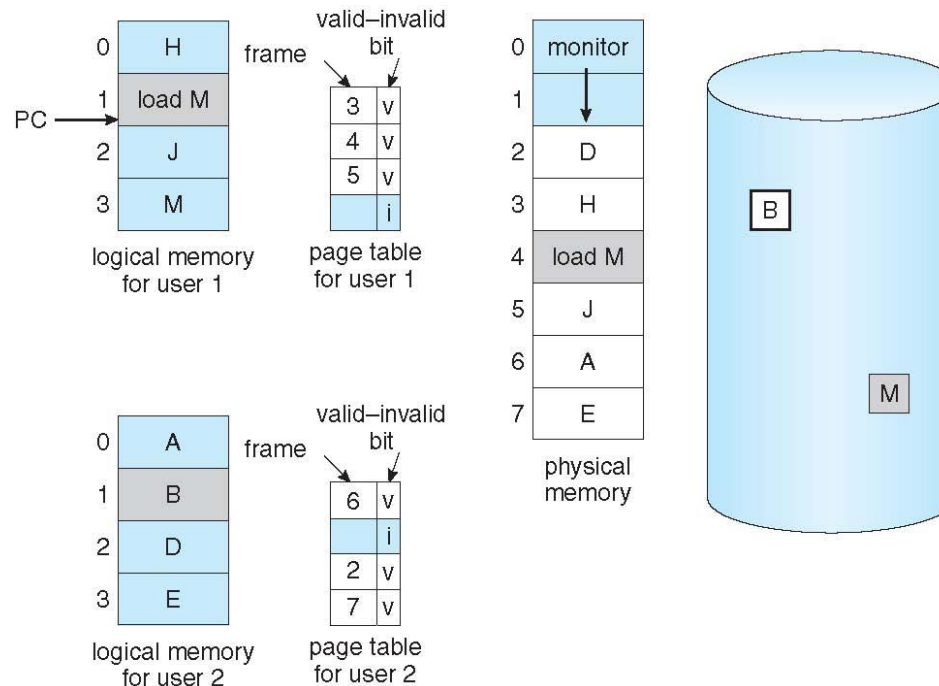 valid–invalid
bit
frame
0 H
1 load M
PC
2 J
3 M
3 v
4 v
5 v
i
logical memory
for user 1
page table
for user 1
0 A
1 B
2 D
3 E
valid–invalid
bit
frame
6 v
i
2 v
7 v
logical memory
for user 2
page table
for user 2
0 monitor
1
2 D
3 H
4 load M
5 J
6 A
7 E
physical
memory
B
M